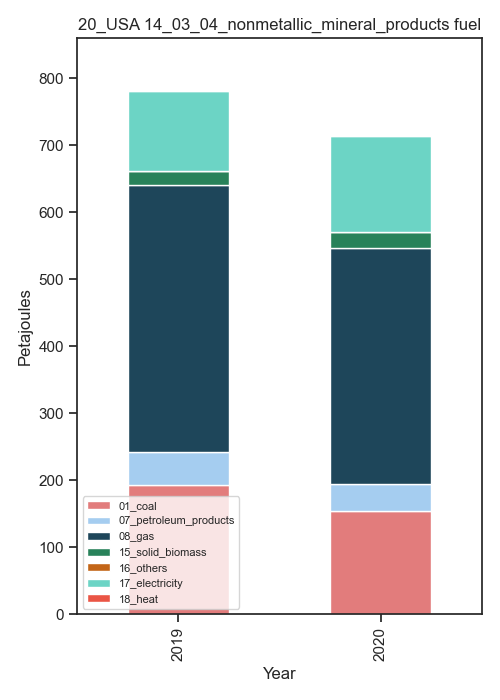 20_USA 14_03_04_nonmetallic_mineral_products fuel
800
700
600
500
400
300
200
100
0
Petajoules
01_coal
07_petroleum_products
08_gas
15_solid_biomass
16_others
17_electricity
18_heat
2019
2020
Year